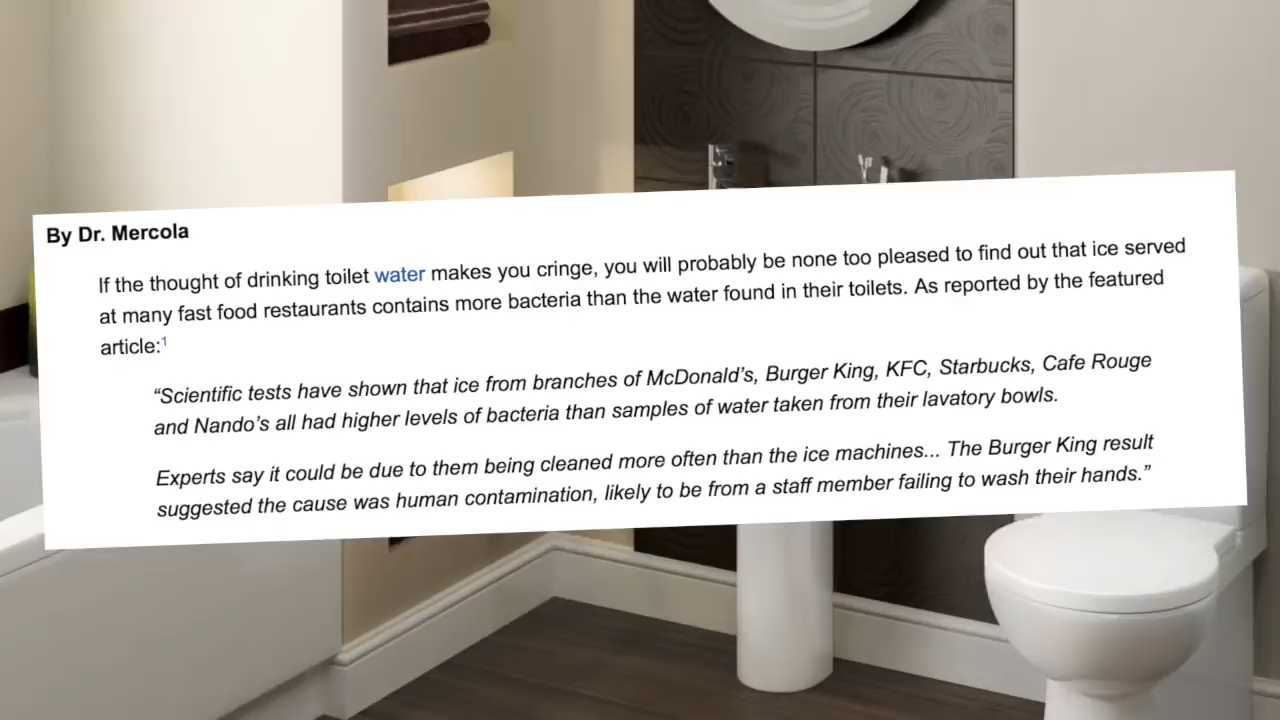 By Dr. Mercola
If the thought of drinking toilet water makes you cringe, you will probably be none too pleased to find out that ice served
at many fast food restaurants contains more bacteria than the water found in their toilets. As reported by the featured
article:1
“Scientific tests have shown that ice from branches of McDonald’s, Burger King, KFC, Starbucks, Cafe Rouge
and Nando’s all had higher levels of bacteria than samples of water taken from their lavatory bowls.
Experts say it could be due to them being cleaned more often than the ice machines... The Burger King result
suggested the cause was human contamination, likely to be from a staff member failing to wash their hands.”